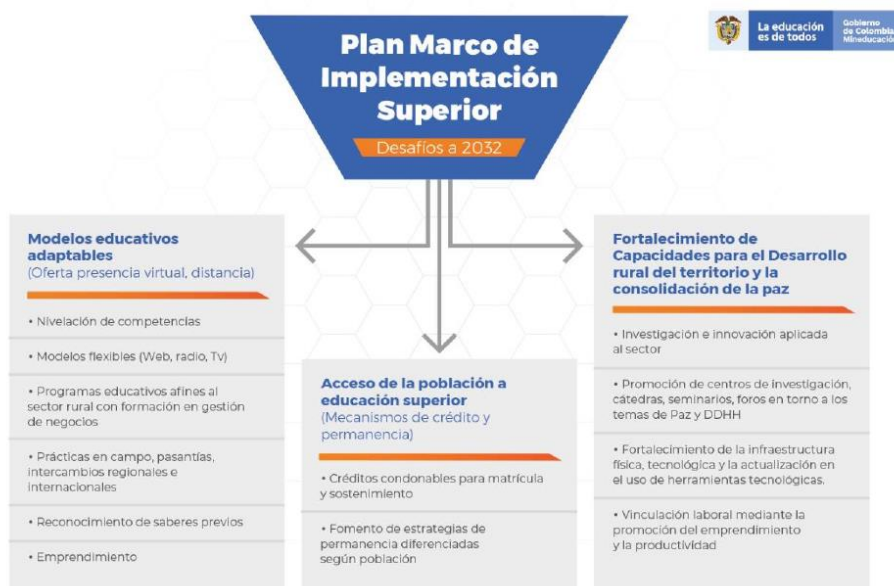 Plan Marco de
Implementación
Superior
Desafíos a 2032
La educación
es de todos
Gobierno
de Colombia
Mineducación
Modelos educativos
adaptables
(Oferta presencia virtual, distancia)
• Nivelación de competencias
• Modelos flexibles (Web, radio, Tv)
• Programas educativos afines al
sector rural con formación en gestión
de negocios
• Prácticas en campo, pasantías,
intercambios regionales e
internacionales
• Reconocimiento de saberes previos
• Emprendimiento
Acceso de la población a
educación superior
(Mecanismos de crédito y
permanencia)
• Créditos condonables para matrícula
y sostenimiento
• Fomento de estrategias de
permanencia diferenciadas
según población
Fortalecimiento de
Capacidades para el Desarrollo
rural del territorio y la
consolidación de la paz
• Investigación e innovación aplicada
al sector
• Promoción de centros de investigación,
cátedras, seminarios, foros en torno a los
temas de Paz y DDHH
• Fortalecimiento de la infraestructura
física, tecnológica y la actualización en
el uso de herramientas tecnológicas.
• Vinculación laboral mediante la
promoción del emprendimiento
y la productividad